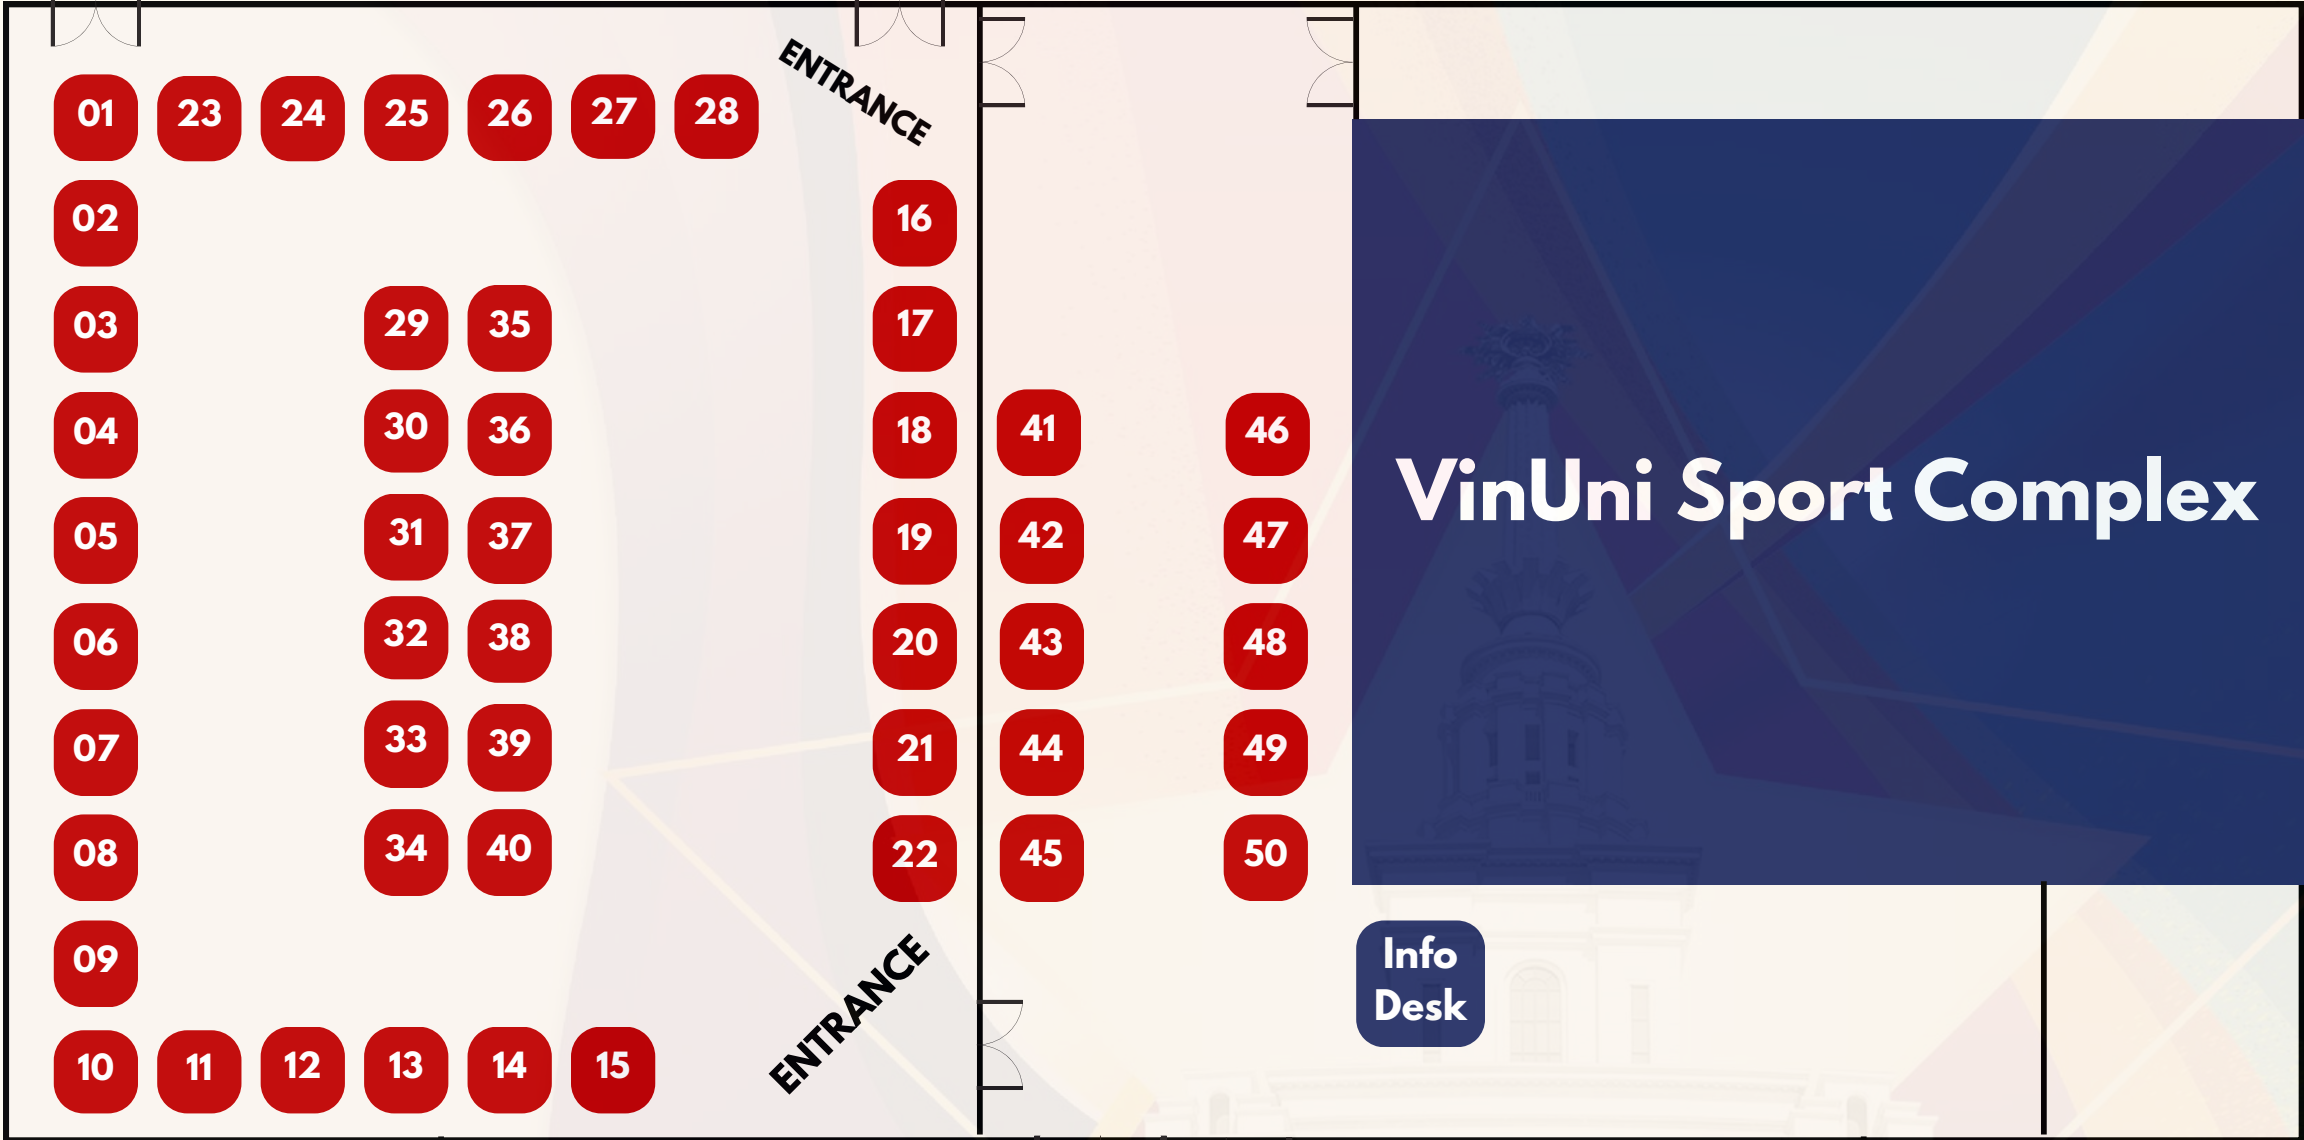 ENTRANCE
01 23 24 25 26 27 28
02 16
03 29 35 17
04 30 36 18 41 46
VinUni Sport Complex
05 31 37 19 42 47
06 32 38 20 43 48
07 33 39 21 44 49
08 34 40 22 45 50
09
Info
Desk
ENTRANCE
10 11 12 13 14 15